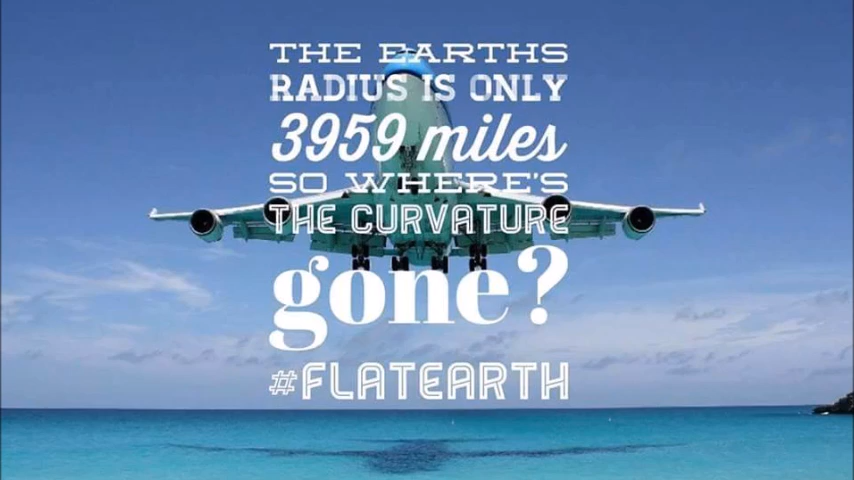 THE EARTHS
RADIUS IS ONLY
3959 miles
SO WHERE'S
THE CURVATURE
gone?
#FLATEARTH